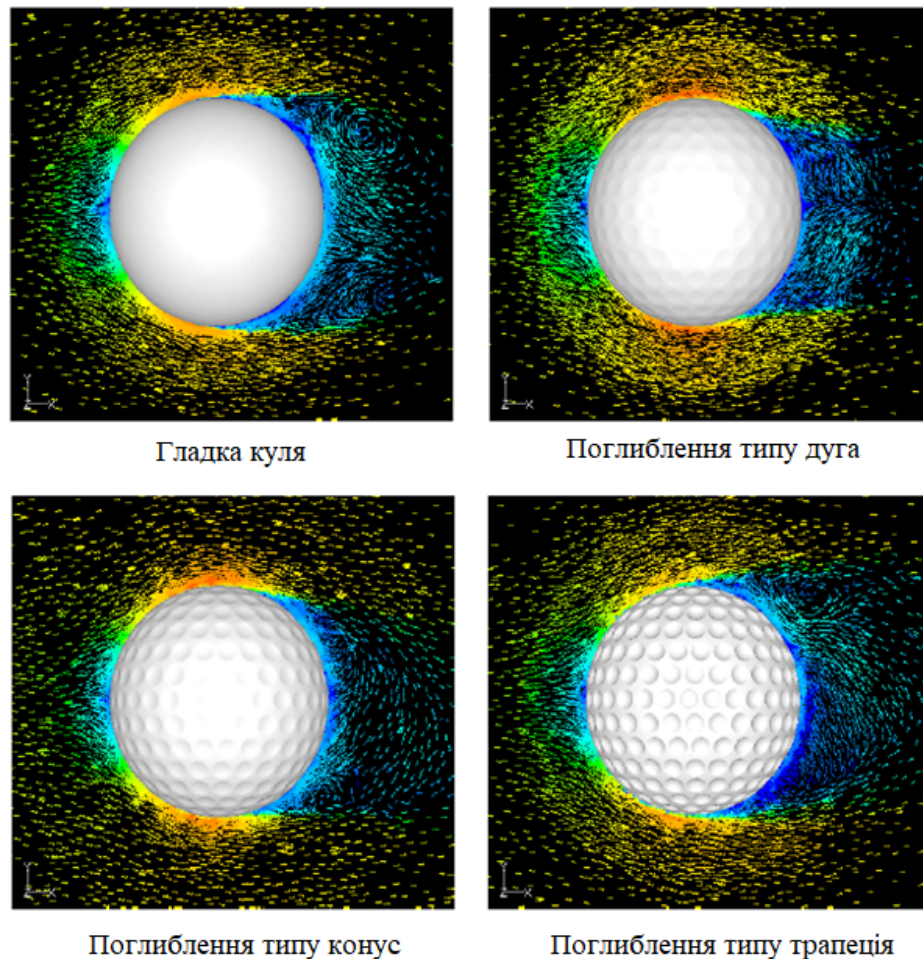 Гладка куля
Поглиблення типу дуга
Поглиблення типу конус
Поглиблення типу трапеція